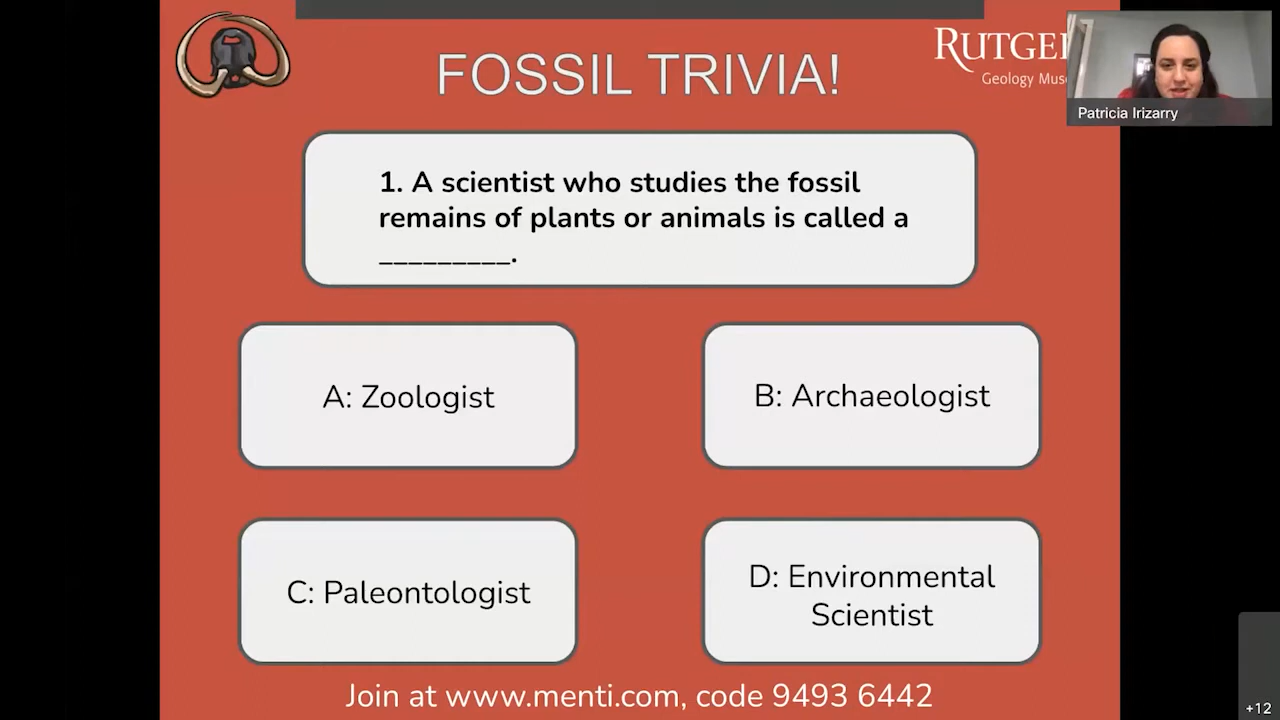 FOSSIL TRIVIA!
RUTGE
Geology Mus
Patricia Irizarry
1. A scientist who studies the fossil
remains of plants or animals is called a
_________.
A: Zoologist
B: Archaeologist
C: Paleontologist
D: Environmental
Scientist
Join at www.menti.com, code 9493 6442
+12